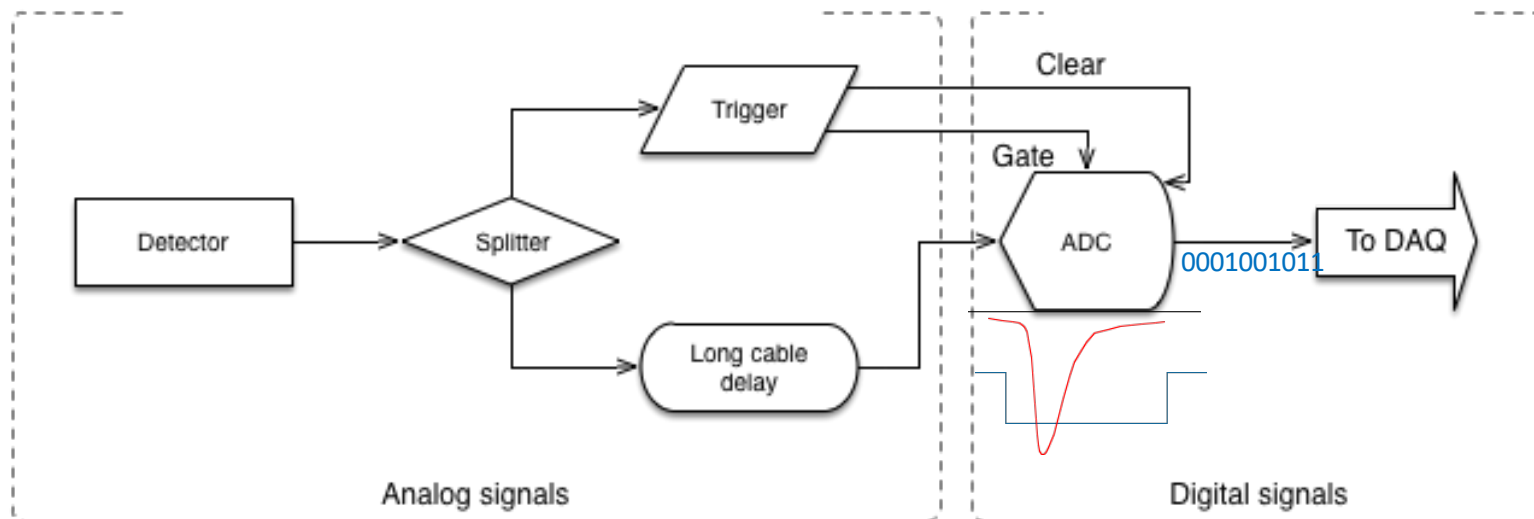 Clear
Trigger
Gate
Detector
Splitter
ADC
To DAQ
0001001011
Long cable
delay
Analog signals
Digital signals